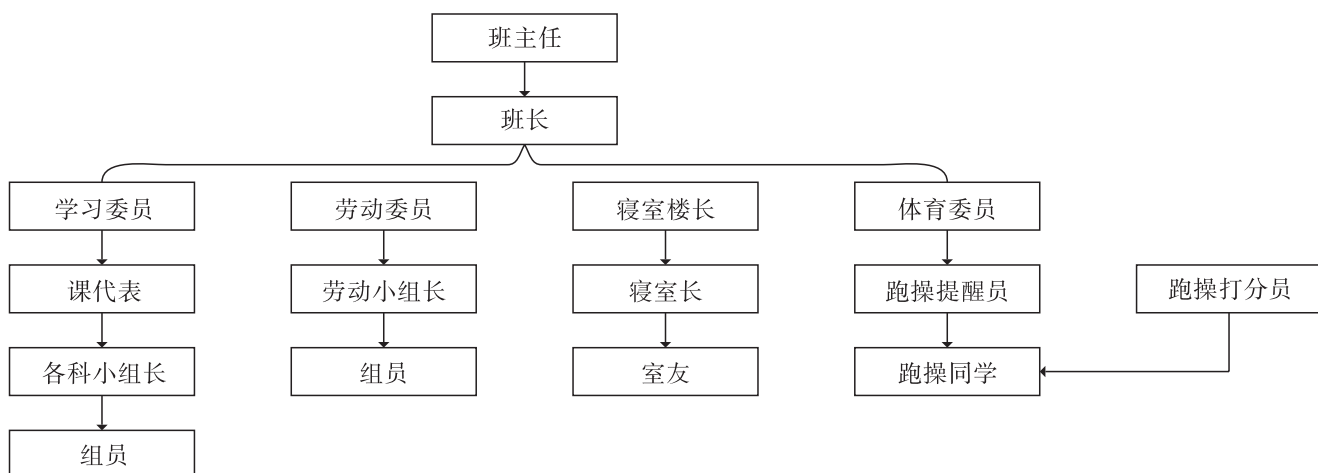 班主任
班长
学习委员
劳动委员
寝室楼长
体育委员
课代表
劳动小组长
寝室长
跑操提醒员
跑操打分员
各科小组长
组员
室友
跑操同学
组员